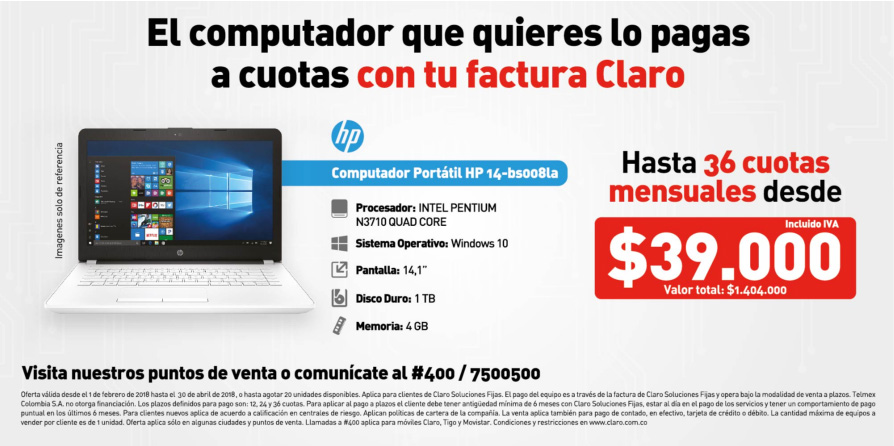 El computador que quieres lo pagas
a cuotas con tu factura Claro
Imagenes solo de referencia
hp
Computador Portátil HP 14-bs008la
Procesador: INTEL PENTIUM
N3710 QUAD CORE
Sistema Operativo: Windows 10
Pantalla: 14,1"
Disco Duro: 1 TB
Memoria: 4 GB
Hasta 36 cuotas
mensuales desde
Incluido IVA
$39.000
Valor total: $1.404.000
Visita nuestros puntos de venta o comunícate al #400 / 7500500
Oferta válida desde el 1 de febrero de 2018 hasta el 30 de abril de 2018, o hasta agotar 20 unidades disponibles. Aplica para clientes de Claro Soluciones Fijas. El pago del equipo es a través de la factura de Claro Soluciones Fijas y opera bajo la modalidad de venta a plazos. Telmex
Colombia S.A. no otorga financiación. Los plazos definidos para pago son: 12, 24 y 36 cuotas. Para aplicar al pago a plazos el cliente debe tener antigüedad mínima de 6 meses con Claro Soluciones Fijas, estar al día en el pago de los servicios y tener un comportamiento de pago
puntual en los últimos 6 meses. Para clientes nuevos aplica de acuerdo a calificación en centrales de riesgo. Aplican políticas de cartera de la compañía. La venta aplica también para pago de contado, en efectivo, tarjeta de crédito o débito. La cantidad máxima de equipos a
vender por cliente es de 1 unidad. Oferta aplica sólo en algunas ciudades y puntos de venta. Llamadas a #400 aplica para móviles Claro, Tigo y Movistar. Condiciones y restricciones en www.claro.com.co